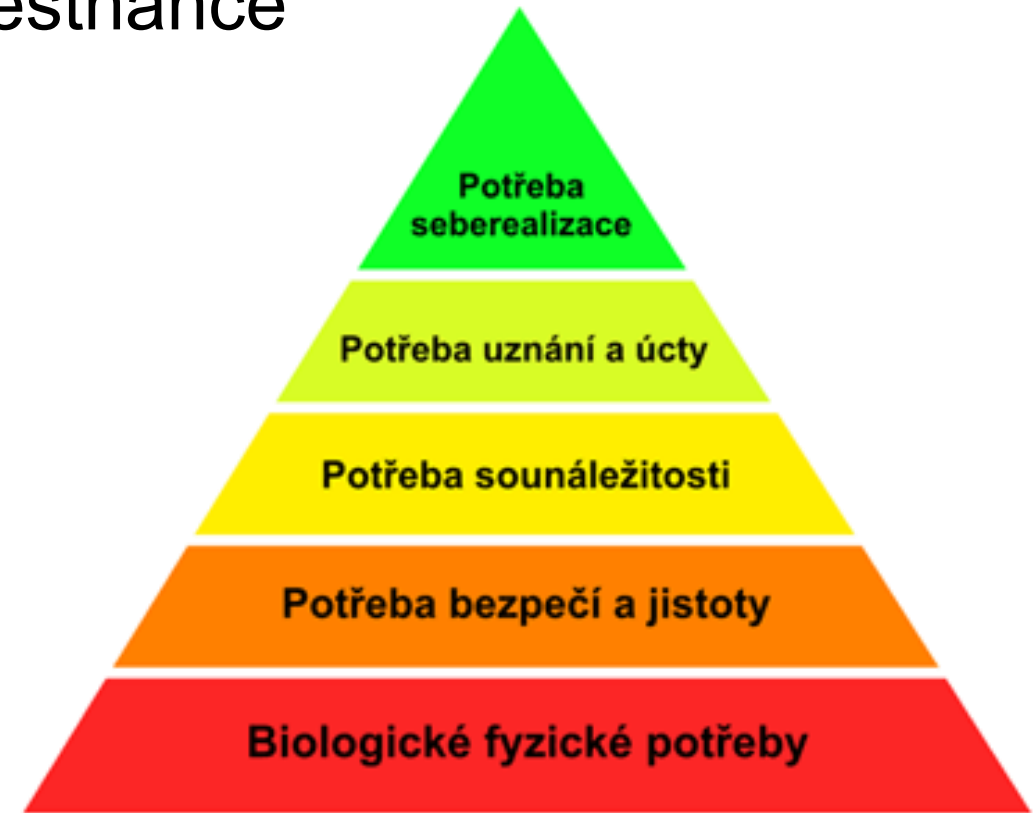 Potřeba
seberealizace
Potřeba uznání a úcty
Potřeba sounáležitosti
Potřeba bezpečí a jistoty
Biologické fyzické potřeby